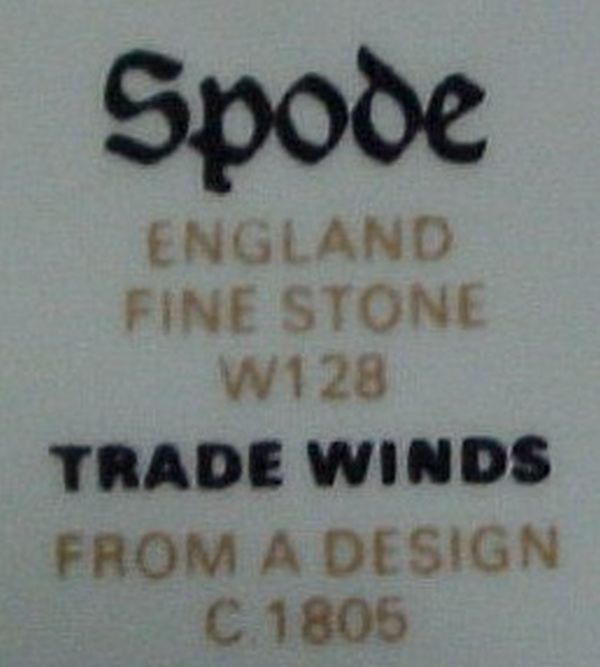 Spode
ENGLAND
FINE STONE
W128
TRADE WINDS
FROM A DESIGN
C.1805